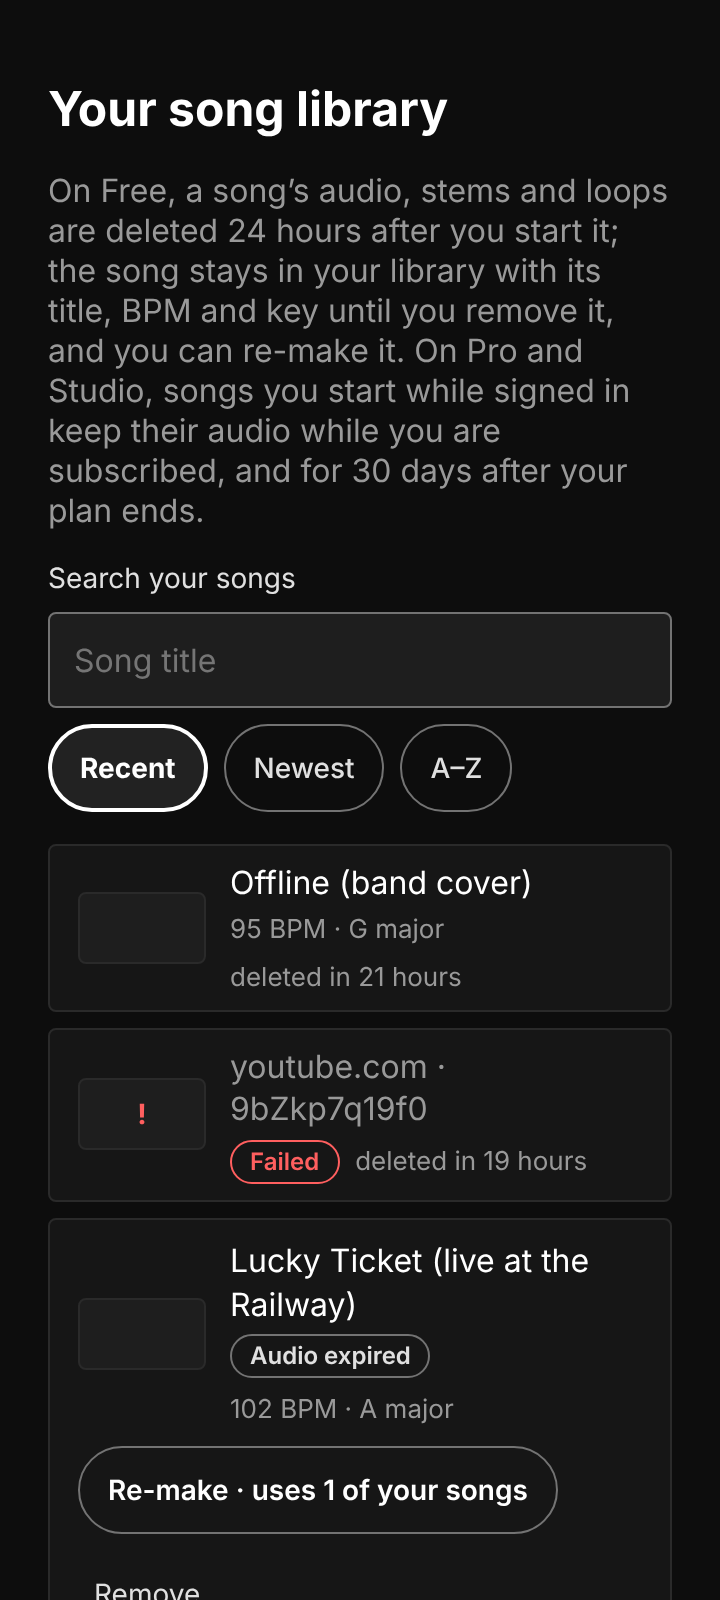 Your song library
On Free, a song’s audio, stems and loops
are deleted 24 hours after you start it;
the song stays in your library with its
title, BPM and key until you remove it,
and you can re-make it. On Pro and
Studio, songs you start while signed in
keep their audio while you are
subscribed, and for 30 days after your
plan ends.
Search your songs
Song title
Recent
Newest
A–Z
Offline (band cover)
95 BPM · G major
deleted in 21 hours
!
youtube.com ·
9bZkp7q19f0
Failed deleted in 19 hours
Lucky Ticket (live at the
Railway)
Audio expired
102 BPM · A major
Re-make · uses 1 of your songs
Remove